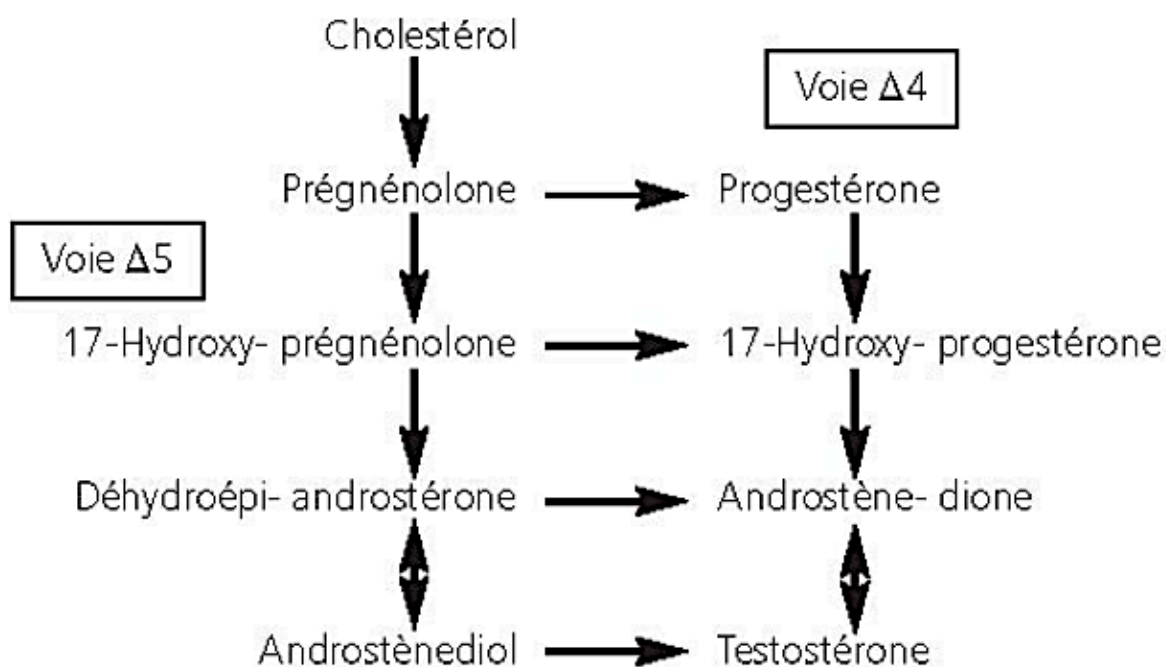 Cholestérol
Voie Δ4
Prégnénolone
Progestérone
Voie Δ5
17-Hydroxy- prégnénolone
17-Hydroxy- progestérone
Déhydroépi- androstérone
Androstène- dione
Androstènediol
Testostérone